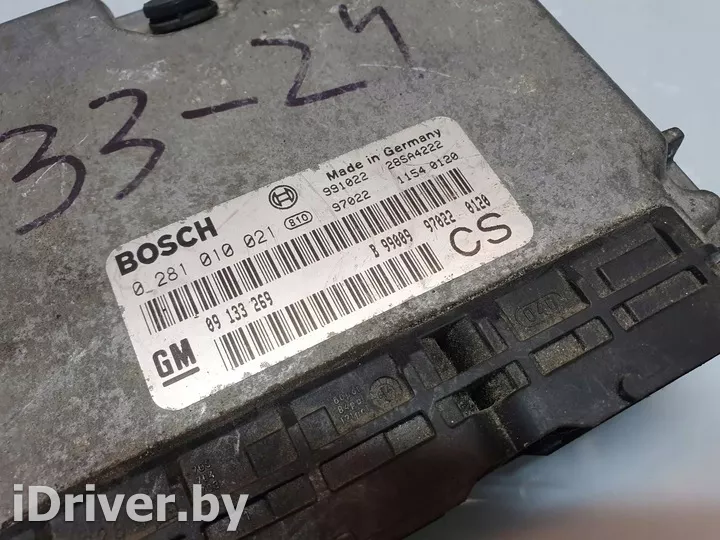 33-24
BOSCH
Made in Germany
0 281 010 021 810
991022 28SA4222
97022 1154 0120
GM
09 133 269
B 99009 97022 0120
CS
iDriver.by